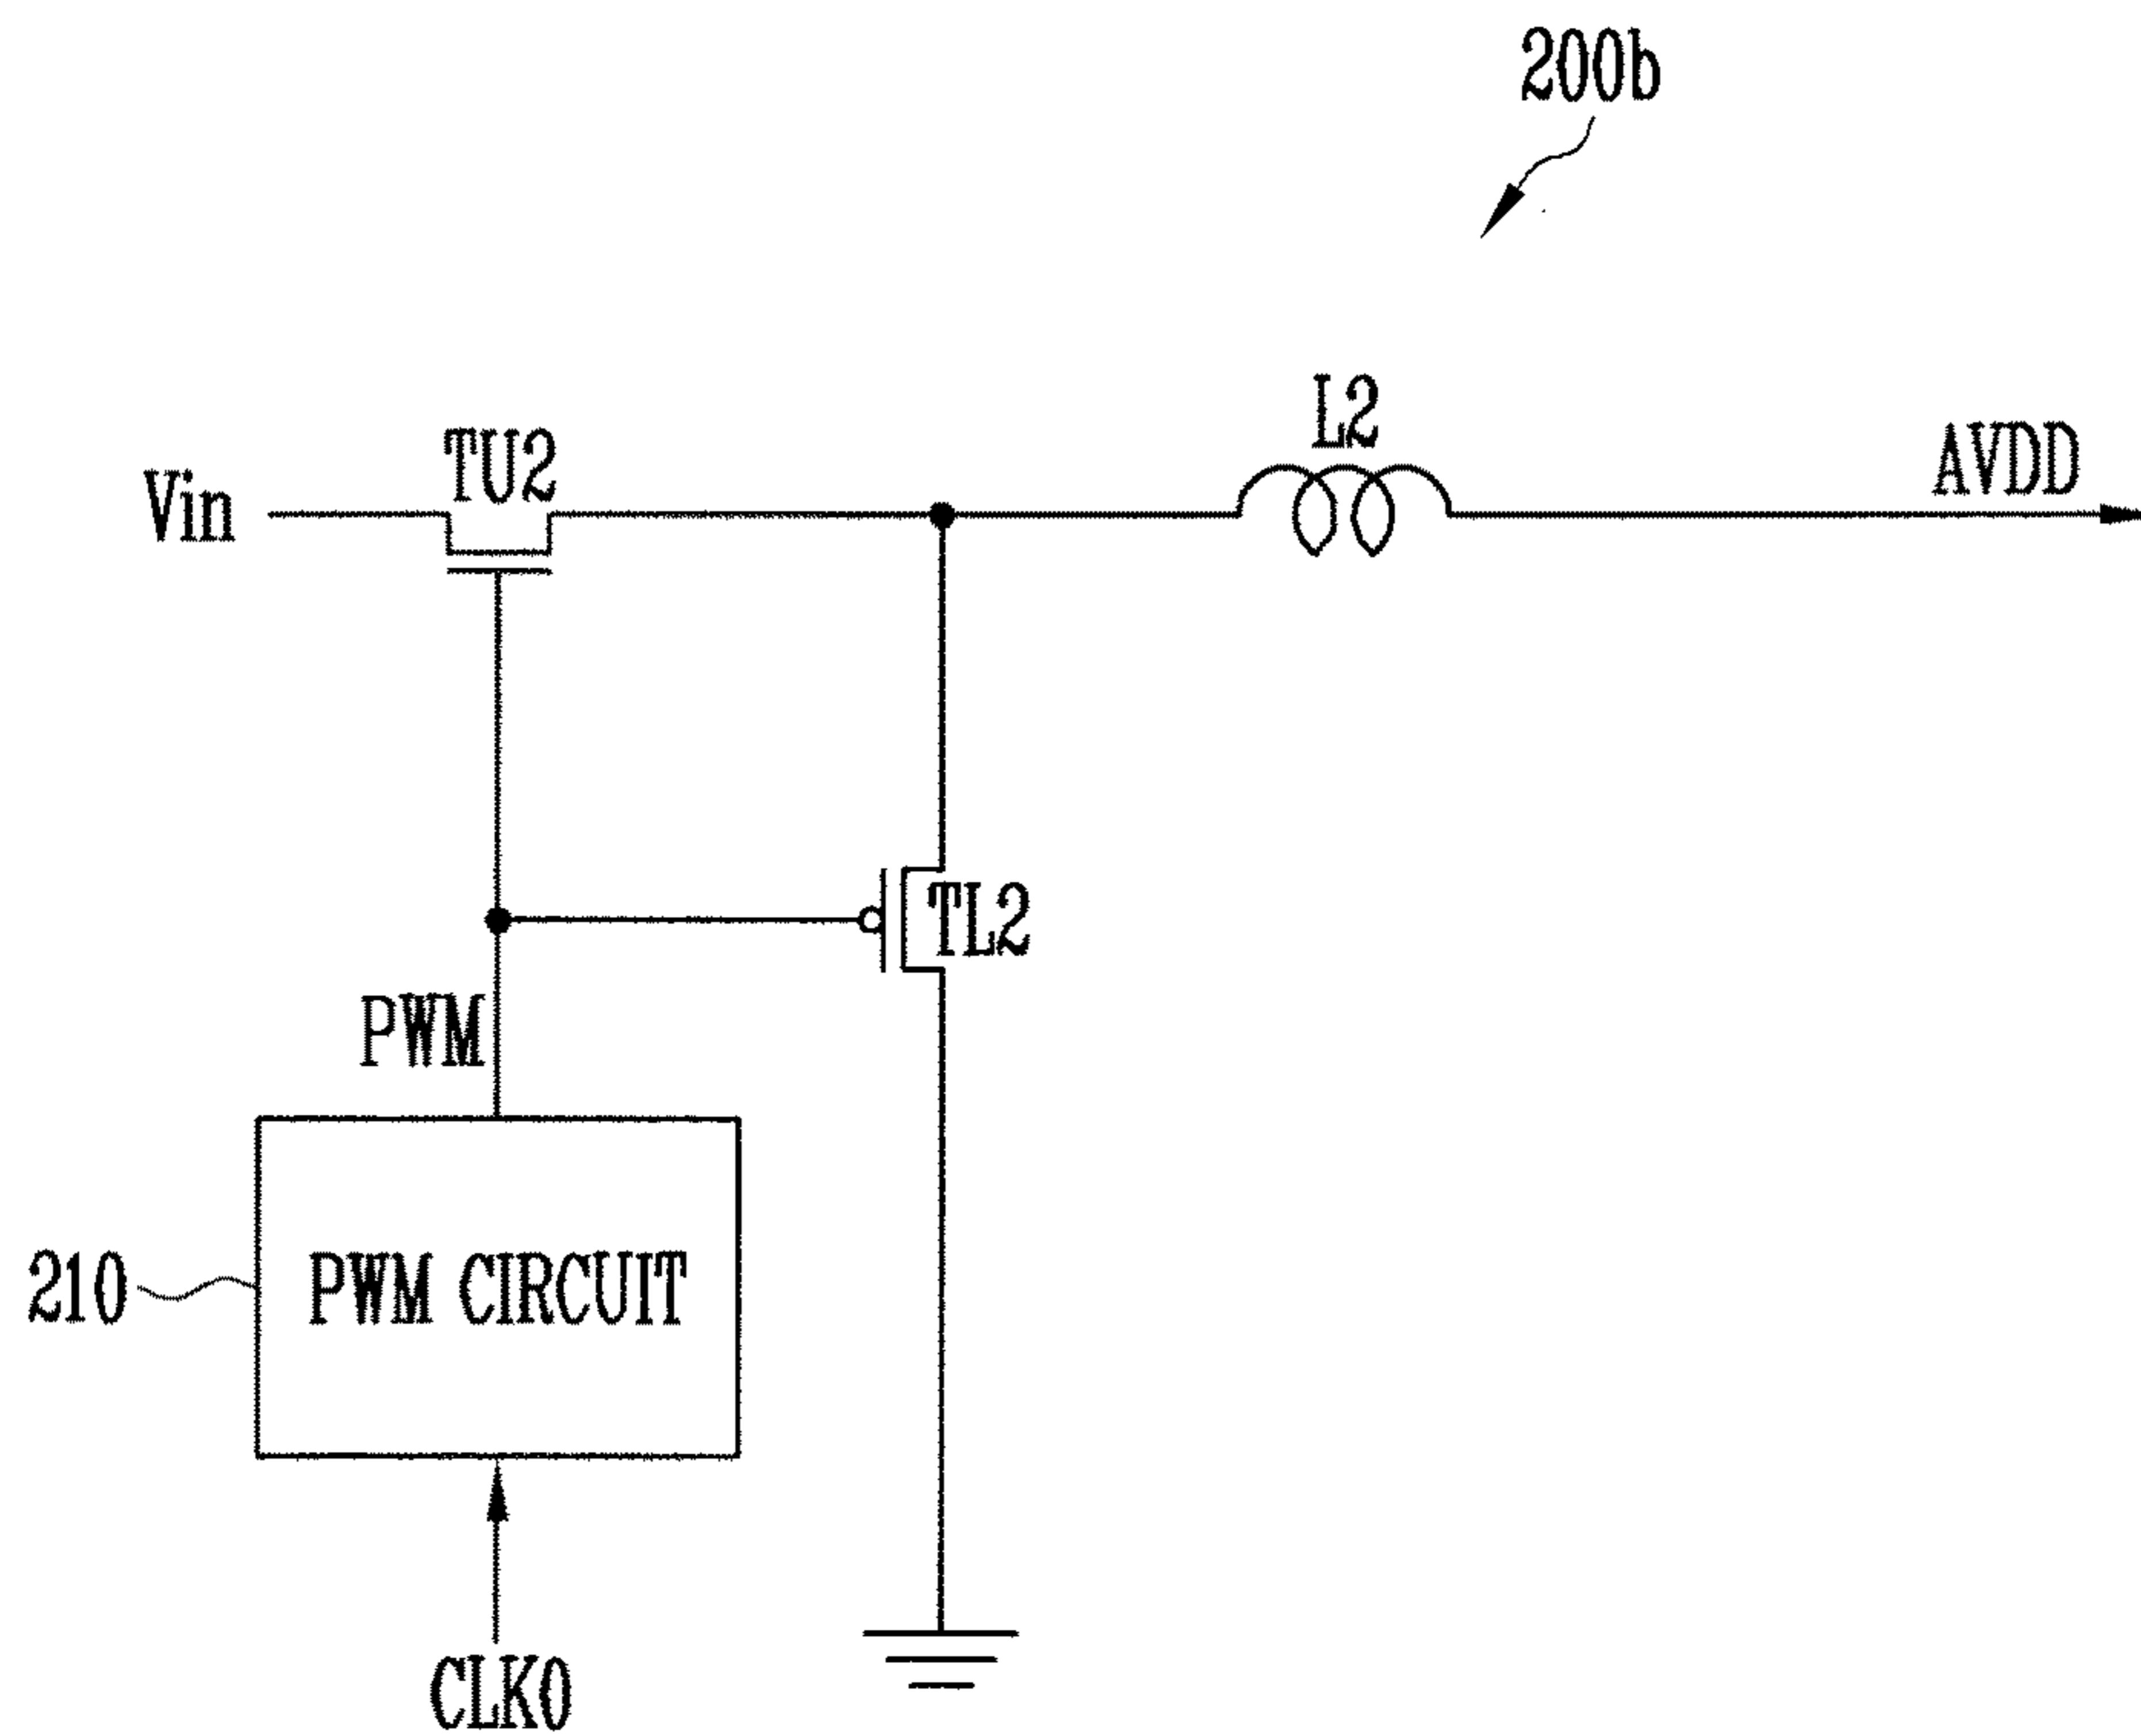 200b
L2
AVDD
TU2
Vin
TL2
PWM
210
PWM CIRCUIT
CLK0